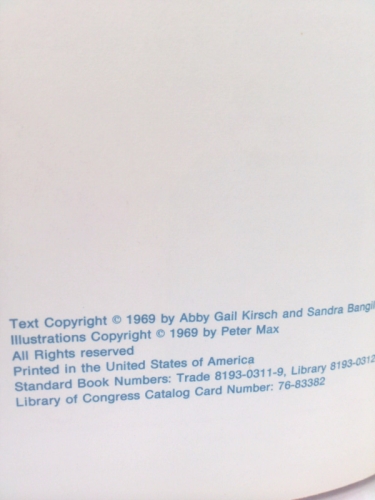 Text Copyright © 1969 by Abby Gail Kirsch and Sandra
Illustrations Copyright © 1969 by Peter Max
All Rights reserved
Printed in the United States of America
Standard Book Numbers: Trade 8193-0311-9, Library 8193-0312
Library of Congress Catalog Card Number: 76-83382